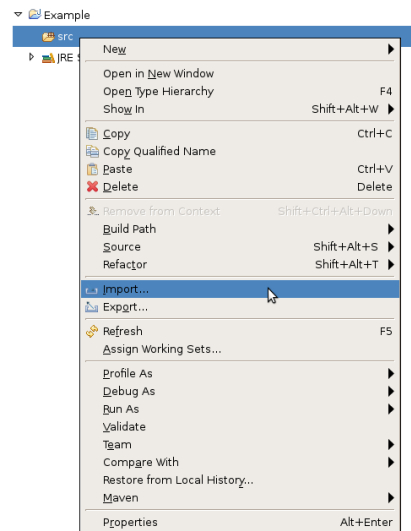 Example
src
JRE
New
Open in New Window
Open Type Hierarchy F4
Show In Shift+Alt+W
Copy Ctrl+C
Copy Qualified Name
Paste Ctrl+V
Delete Delete
Remove from Context Shift+Ctrl+Alt+Down
Build Path
Source Shift+Alt+S
Refactor Shift+Alt+T
Import...
Export...
Refresh F5
Assign Working Sets...
Profile As
Debug As
Run As
Validate
Team
Compare With
Restore from Local History...
Maven
Properties Alt+Enter